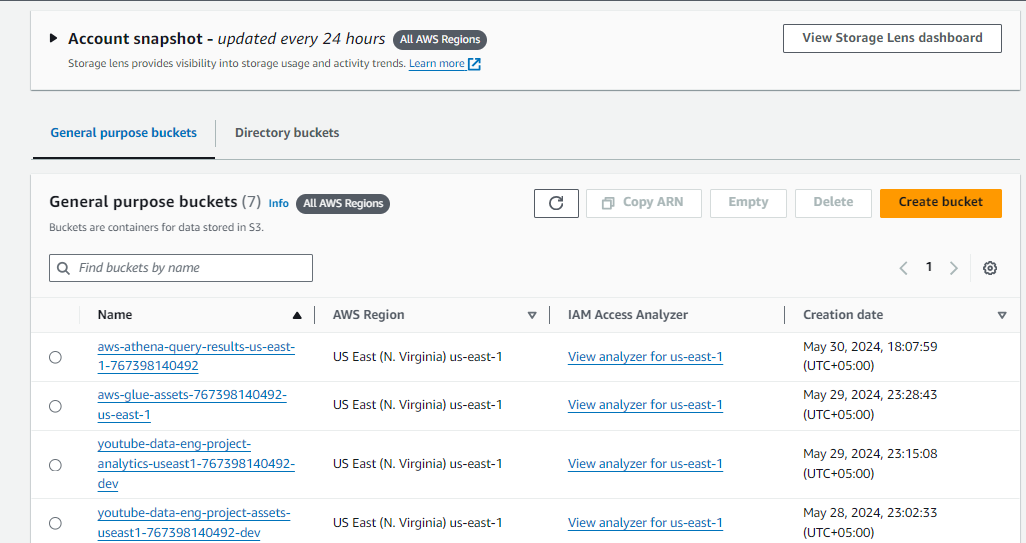 Account snapshot - updated every 24 hours All AWS Regions
View Storage Lens dashboard
Storage lens provides visibility into storage usage and activity trends. Learn more
General purpose buckets
Directory buckets
General purpose buckets (7) Info All AWS Regions
Copy ARN
Empty
Delete
Create bucket
Buckets are containers for data stored in S3.
Find buckets by name
1
Name
AWS Region
IAM Access Analyzer
Creation date
aws-athena-query-results-us-east-
1-767398140492
US East (N. Virginia) us-east-1
View analyzer for us-east-1
May 30, 2024, 18:07:59
(UTC+05:00)
aws-glue-assets-767398140492-
us-east-1
US East (N. Virginia) us-east-1
View analyzer for us-east-1
May 29, 2024, 23:28:43
(UTC+05:00)
youtube-data-eng-project-
analytics-useast1-767398140492-
dev
US East (N. Virginia) us-east-1
View analyzer for us-east-1
May 29, 2024, 23:15:08
(UTC+05:00)
youtube-data-eng-project-assets-
useast1-767398140492-dev
US East (N. Virginia) us-east-1
View analyzer for us-east-1
May 28, 2024, 23:02:33
(UTC+05:00)